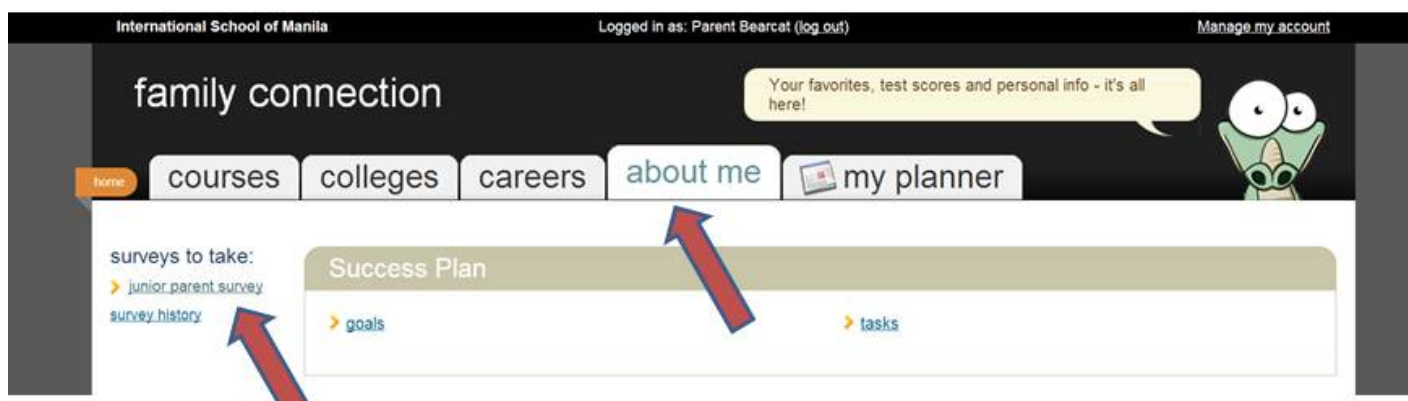 International School of Manila Logged in as: Parent Bearcat (log out) Manage my account
family connection
Your favorites, test scores and personal info - it's all
here!
home courses colleges careers about me my planner
surveys to take:
junior parent survey
survey history
Success Plan
goals tasks